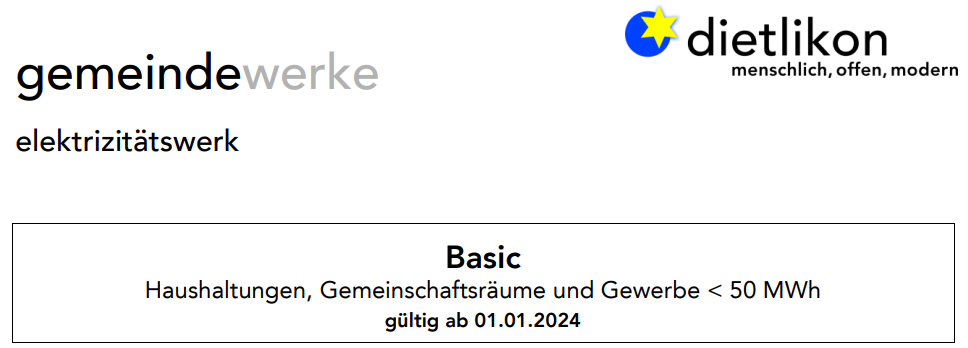 gemeindewerke
dietlikon
menschlich, offen, modern
elektrizitätswerk
Basic
Haushaltungen, Gemeinschaftsräume und Gewerbe < 50 MWh
gültig ab 01.01.2024